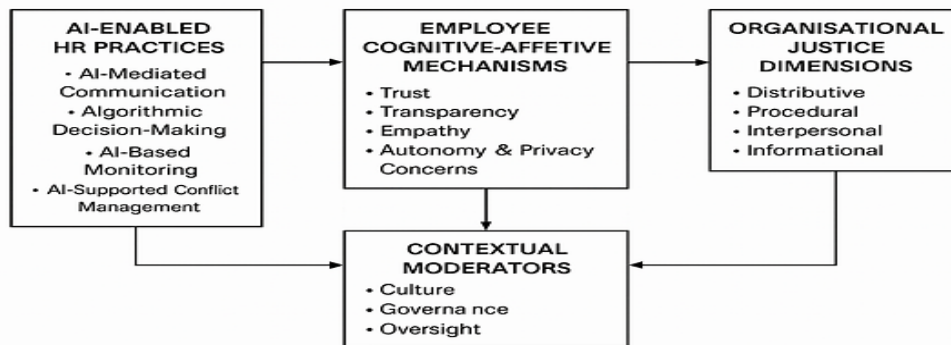 AI-ENABLED
HR PRACTICES
• AI-Mediated
Communication
• Algorithmic
Decision-Making
• AI-Based
Monitoring
• AI-Supported Conflict
Management
EMPLOYEE
COGNITIVE-AFFETIVE
MECHANISMS
• Trust
• Transparency
• Empathy
• Autonomy & Privacy
Concerns
ORGANISATIONAL
JUSTICE
DIMENSIONS
• Distributive
• Procedural
• Interpersonal
• Informational
CONTEXTUAL
MODERATORS
• Culture
• Governa nce
• Oversight